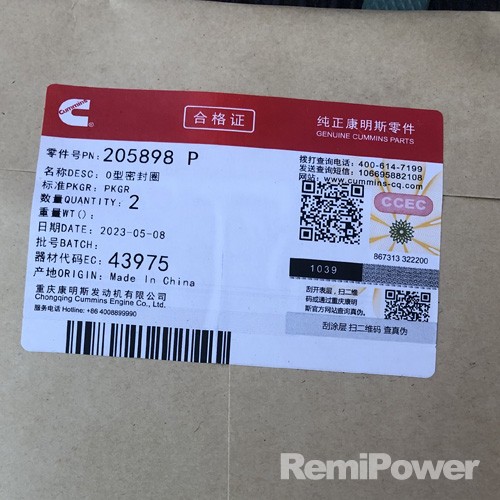 Cummins
合格证
纯正康明斯零件
GENUINE CUMMINS PARTS
零件号PN: 205898 P
名称DESC: O型密封圈
标准PKGR: PKGR
数量QUANTITY: 2
重量WT():
日期DATE: 2023-05-08
批号BATCH:
器材代码EC: 43975
产地ORIGIN: Made In China
重庆康明斯发动机有限公司
Chongqing Cummins Engine Co., Ltd.
服务电话 Hotline: +86 4008899990
拨打查询电话: 400-614-7199
发送查询短信: 106695882108
www.cummins-cq.com
CCEC
867313 322200
1039
刮开表层，扫二维
码或通过重庆康明
斯官方网站查询真伪。
刮涂层 扫二维码 查真伪
RemiPower